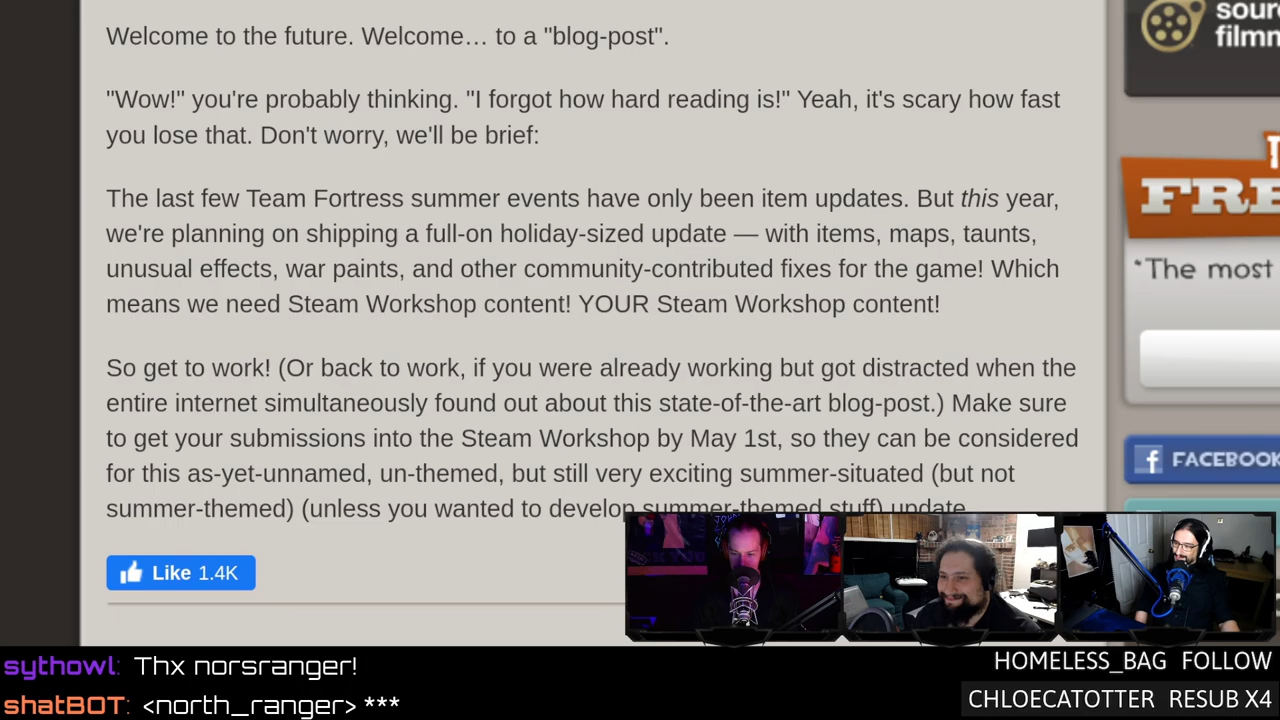 Welcome to the future. Welcome… to a "blog-post".
"Wow!" you're probably thinking. "I forgot how hard reading is!" Yeah, it's scary how fast
you lose that. Don't worry, we'll be brief:
The last few Team Fortress summer events have only been item updates. But this year,
we're planning on shipping a full-on holiday-sized update — with items, maps, taunts,
unusual effects, war paints, and other community-contributed fixes for the game! Which
means we need Steam Workshop content! YOUR Steam Workshop content!
So get to work! (Or back to work, if you were already working but got distracted when the
entire internet simultaneously found out about this state-of-the-art blog-post.) Make sure
to get your submissions into the Steam Workshop by May 1st, so they can be considered
for this as-yet-unnamed, un-themed, but still very exciting summer-situated (but not
summer-themed) (unless you wanted to develop summer-themed stuff) update.
Like 1.4K
sour
filmn
FRE
*The most
f FACEBOOK
sythowl: Thx norsranger!
shatBOT: <north_ranger> ***
HOMELESS_BAG FOLLOW
CHLOECATOTTER RESUB X4